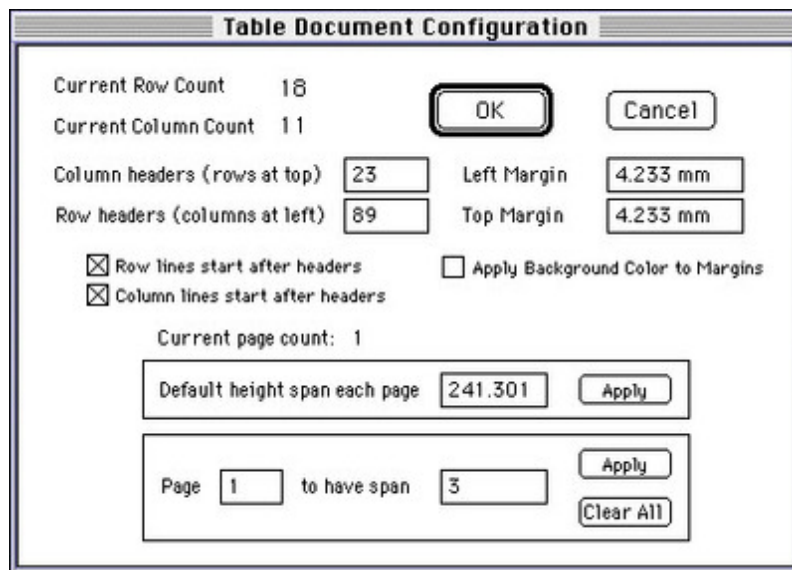 Table Document Configuration
Current Row Count 18
Current Column Count 11
OK
Cancel
Column headers (rows at top) 23
Left Margin 4.233 mm
Row headers (columns at left) 89
Top Margin 4.233 mm
Row lines start after headers
Apply Background Color to Margins
Column lines start after headers
Current page count: 1
Default height span each page 241.301 Apply
Page 1 to have span 3
Apply
Clear All